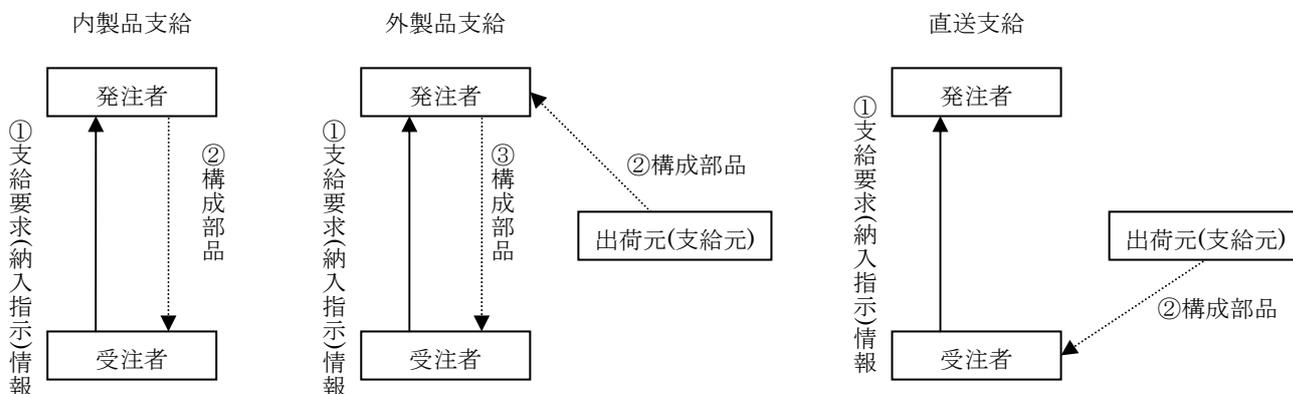 内製品支給
発注者
①支給要求(納入指示)情報
②構成部品
受注者
外製品支給
発注者
①支給要求(納入指示)情報
③構成部品
②構成部品
出荷元(支給元)
受注者
直送支給
発注者
①支給要求(納入指示)情報
出荷元(支給元)
②構成部品
受注者